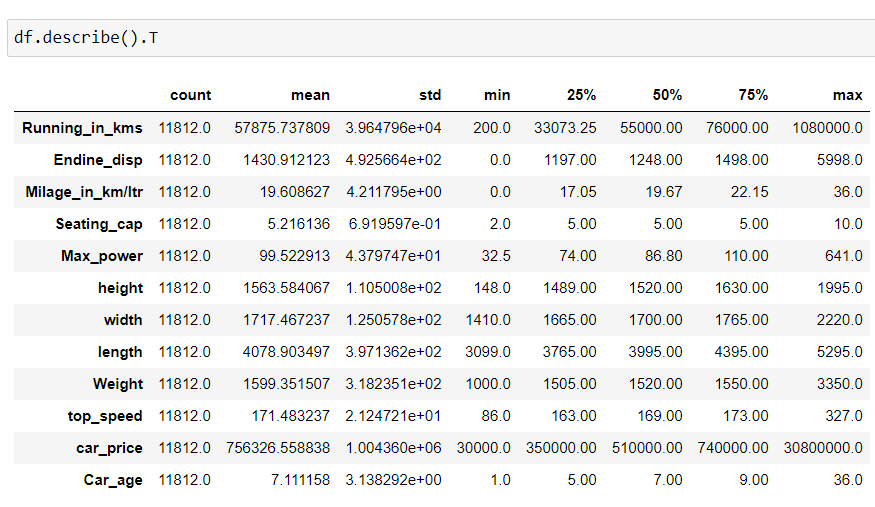 df.describe().T
count mean std min 25% 50% 75% max
Running_in_kms 11812.0 57875.737809 3.964796e+04 200.0 33073.25 55000.00 76000.00 1080000.0
Endine_disp 11812.0 1430.912123 4.925664e+02 0.0 1197.00 1248.00 1498.00 5998.0
Milage_in_km/ltr 11812.0 19.608627 4.211795e+00 0.0 17.05 19.67 22.15 36.0
Seating_cap 11812.0 5.216136 6.919597e-01 2.0 5.00 5.00 5.00 10.0
Max_power 11812.0 99.522913 4.379747e+01 32.5 74.00 86.80 110.00 641.0
height 11812.0 1563.584067 1.105008e+02 148.0 1489.00 1520.00 1630.00 1995.0
width 11812.0 1717.467237 1.250578e+02 1410.0 1665.00 1700.00 1765.00 2220.0
length 11812.0 4078.903497 3.971362e+02 3099.0 3765.00 3995.00 4395.00 5295.0
Weight 11812.0 1599.351507 3.182351e+02 1000.0 1505.00 1520.00 1550.00 3350.0
top_speed 11812.0 171.483237 2.124721e+01 86.0 163.00 169.00 173.00 327.0
car_price 11812.0 756326.558838 1.004360e+06 30000.0 350000.00 510000.00 740000.00 30800000.0
Car_age 11812.0 7.111158 3.138292e+00 1.0 5.00 7.00 9.00 36.0